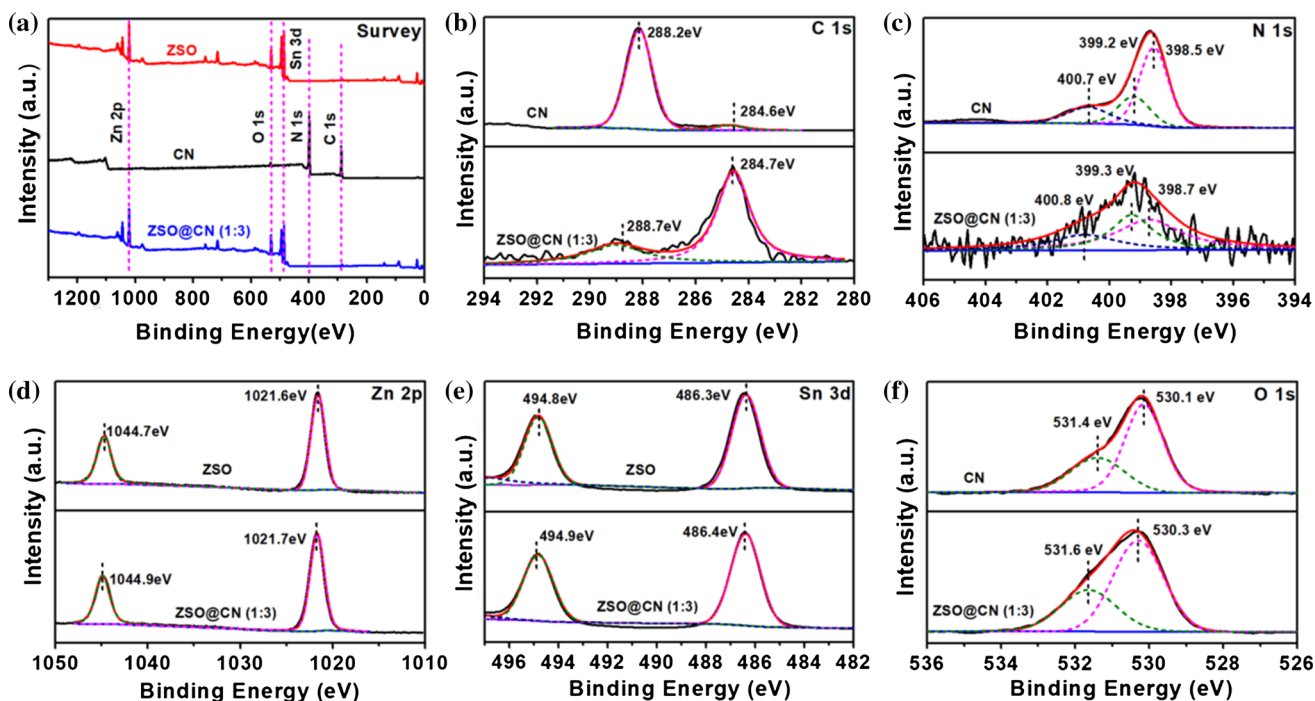 (a)
Survey
ZSO
Sn 3d
Zn 2p
O 1s
N 1s
C 1s
CN
ZSO@CN (1:3)
Intensity (a.u.)
1200 1000 800 600 400 200 0
Binding Energy(eV)
(b)
C 1s
288.2eV
284.6eV
CN
284.7eV
288.7eV
ZSO@CN (1:3)
Intensity (a.u.)
294 292 290 288 286 284 282 280
Binding Energy (eV)
(c)
N 1s
399.2 eV
398.5 eV
400.7 eV
CN
399.3 eV
398.7 eV
400.8 eV
ZSO@CN (1:3)
Intensity (a.u.)
406 404 402 400 398 396 394
Binding Energy (eV)
(d)
Zn 2p
1021.6eV
1044.7eV
ZSO
1021.7eV
1044.9eV
ZSO@CN (1:3)
Intensity (a.u.)
1050 1040 1030 1020 1010
Binding Energy (eV)
(e)
Sn 3d
494.8eV
486.3eV
ZSO
494.9eV
486.4eV
ZSO@CN (1:3)
Intensity (a.u.)
496 494 492 490 488 486 484 482
Binding Energy (eV)
(f)
O 1s
530.1 eV
531.4 eV
CN
530.3 eV
531.6 eV
ZSO@CN (1:3)
Intensity (a.u.)
536 534 532 530 528 526
Binding Energy (eV)